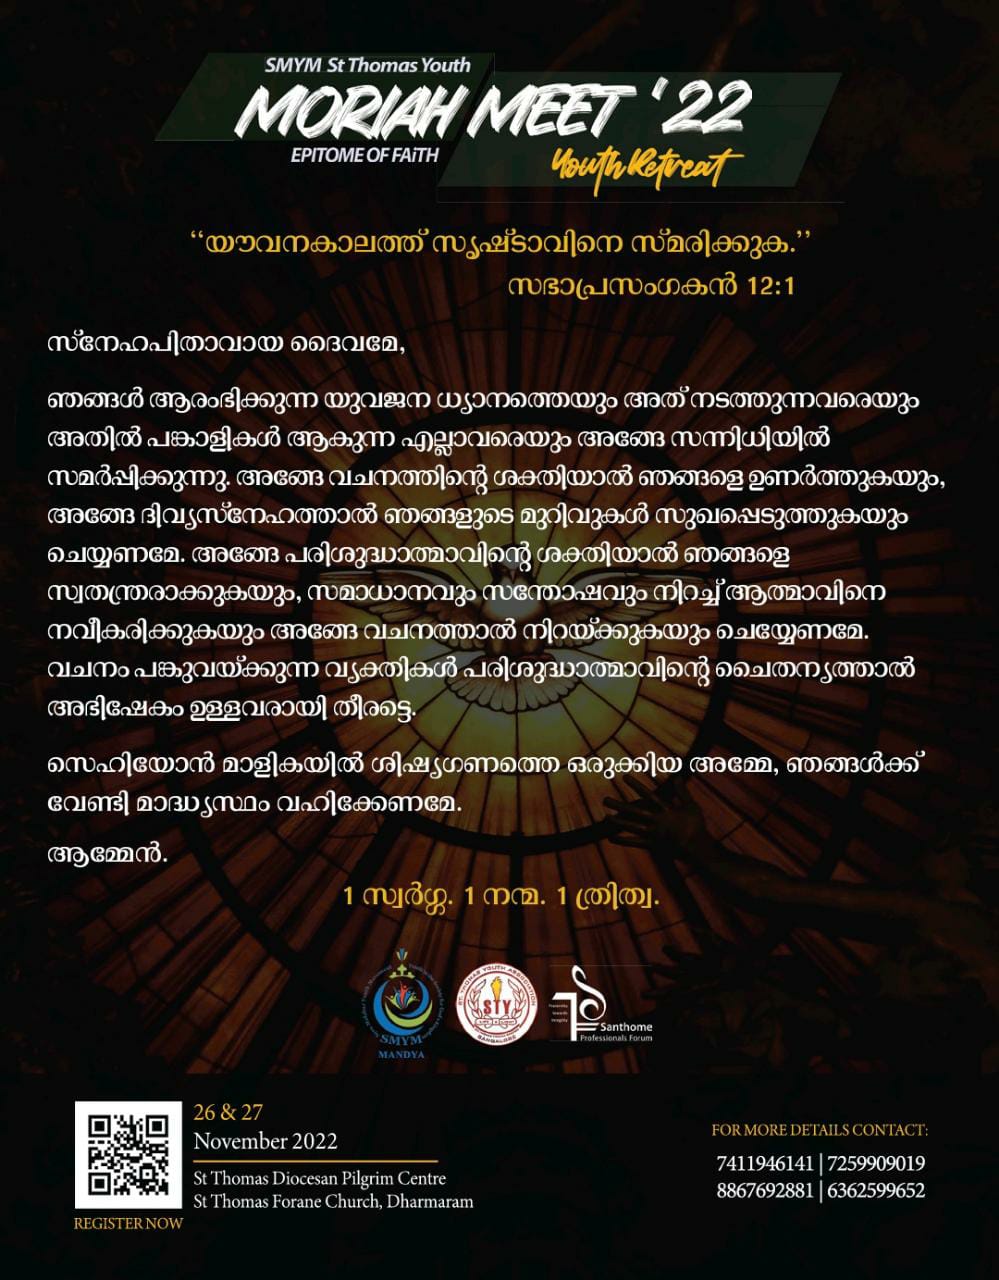 SMYM St Thomas Youth
MORIAH MEET '22
EPITOME OF FAiTH
Youth Retreat
“യൗവനകാലത്ത് സൃഷ്ടാവിനെ സ്മരിക്കുക.”
സഭാപ്രസംഗകൻ 12:1
സ്നേഹപിതാവായ ദൈവമേ,
ഞങ്ങൾ ആരംഭിക്കുന്ന യുവജന ധ്യാനത്തെയും അത് നടത്തുന്നവരെയും
അതിൽ പങ്കാളികൾ ആകുന്ന എല്ലാവരെയും അങ്ങേ സന്നിധിയിൽ
സമർപ്പിക്കുന്നു. അങ്ങേ വചനത്തിന്റെ ശക്തിയാൽ ഞങ്ങളെ ഉണർത്തുകയും,
അങ്ങേ ദിവ്യസ്നേഹത്താൽ ഞങ്ങളുടെ മുറിവുകൾ സുഖപ്പെടുത്തുകയും
ചെയ്യണമേ. അങ്ങേ പരിശുദ്ധാത്മാവിന്റെ ശക്തിയാൽ ഞങ്ങളെ
സ്വതന്ത്രരാക്കുകയും, സമാധാനവും സന്തോഷവും നിറച്ച് ആത്മാവിനെ
നവീകരിക്കുകയും അങ്ങേ വചനത്താൽ നിറയ്ക്കുകയും ചെയ്യേണമേ.
വചനം പങ്കുവയ്ക്കുന്ന വ്യക്തികൾ പരിശുദ്ധാത്മാവിന്റെ ചൈതന്യത്താൽ
അഭിഷേകം ഉള്ളവരായി തീരട്ടെ.
സെഹിയോൻ മാളികയിൽ ശിഷ്യഗണത്തെ ഒരുക്കിയ അമ്മേ, ഞങ്ങൾക്ക്
വേണ്ടി മാദ്ധ്യസ്ഥം വഹിക്കേണമേ.
ആമ്മേൻ.
1 സ്വർഗ്ഗ. 1 നന്മ. 1 ത്രിത്വ.
SMYM
MANDYA
ST. THOMAS YOUTH ASSOCIATION
STY
BANGALORE
Santhome
Professionals Forum
26 & 27
November 2022
St Thomas Diocesan Pilgrim Centre
St Thomas Forane Church, Dharmaram
REGISTER NOW
FOR MORE DETAILS CONTACT:
7411946141 | 7259909019
8867692881 | 6362599652